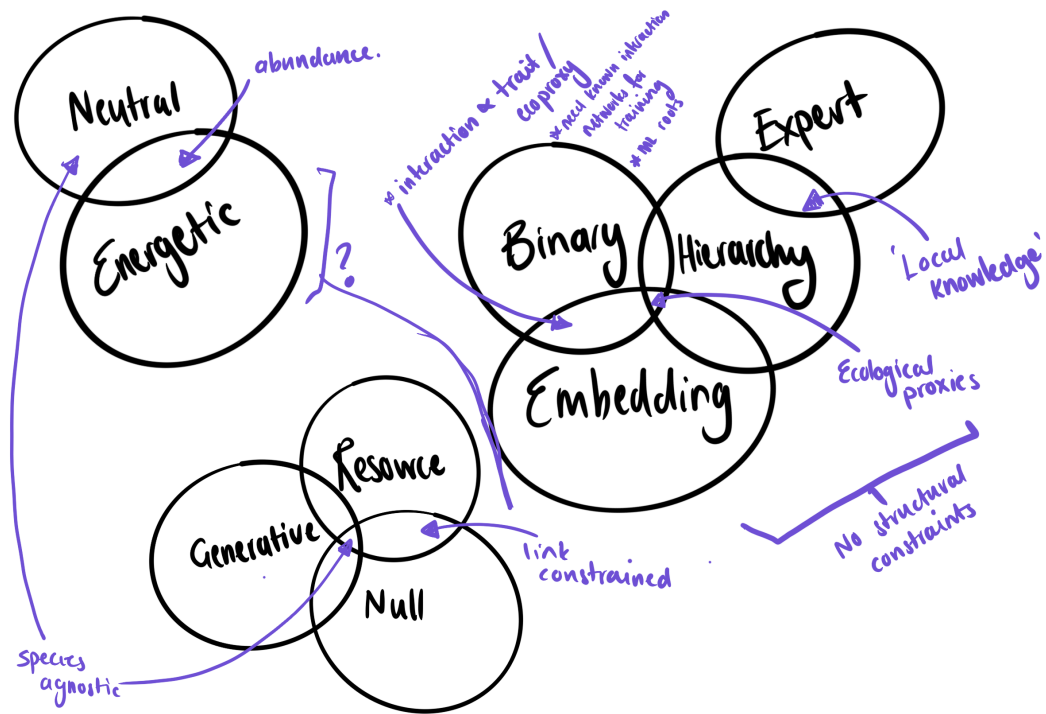 Neutral
abundance.
Energetic
?
* interaction ∝ trait /
ecoproxy
* need known interaction
networks for
training
* ML roots
Expert
Binary
Hierarchy
'Local
knowledge'
Embedding
Ecological
proxies
No structural
constraints
Resource
Generative
Null
link
constrained
species
agnostic